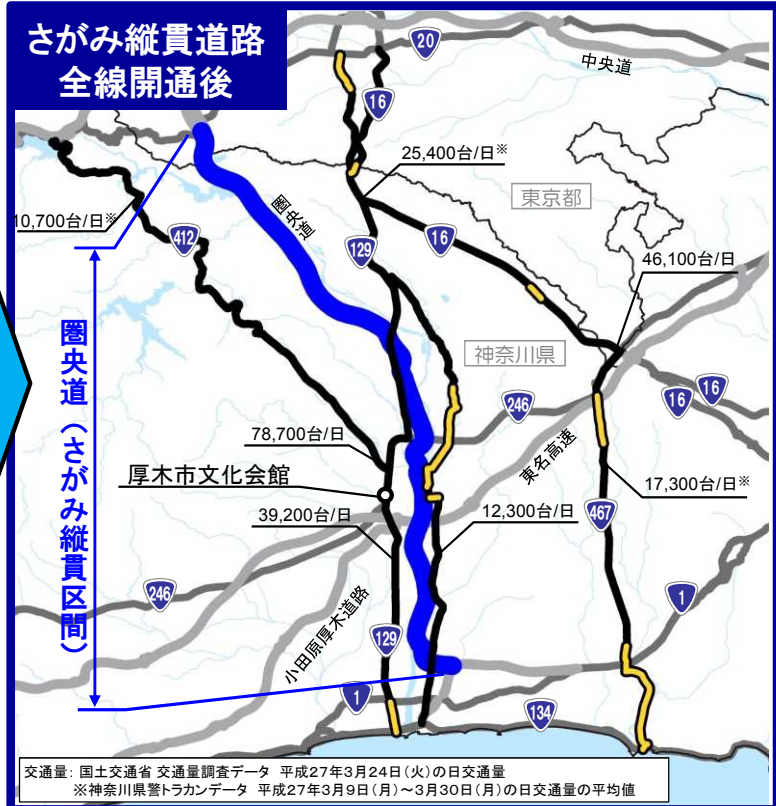 さがみ縦貫道路
全線開通後
20
中央道
16
25,400台/日※
東京都
10,700台/日※
圏央道
412
129
16
46,100台/日
神奈川県
圏央道(さがみ縦貫区間)
246
16
16
78,700台/日
東名高速
厚木市文化会館
17,300台/日※
39,200台/日
12,300台/日
467
246
小田原厚木道路
129
1
1
134
交通量: 国土交通省 交通量調査データ 平成27年3月24日(火)の日交通量
※神奈川県警トラカンデータ 平成27年3月9日(月)~3月30日(月)の日交通量の平均値